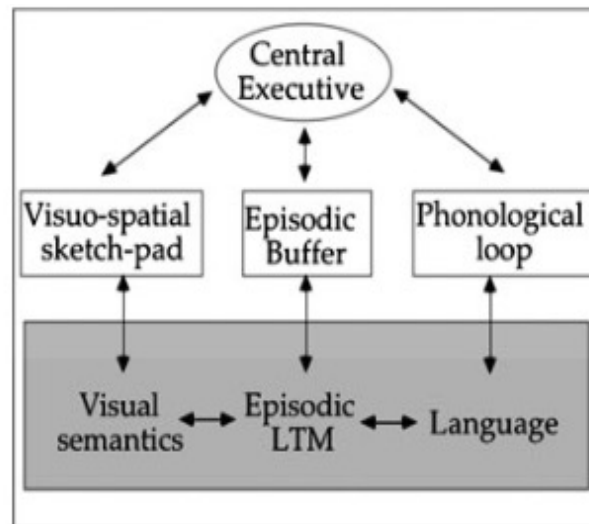 Central
Executive
Visuo-spatial
sketch-pad
Episodic
Buffer
Phonological
loop
Visual
semantics
Episodic
LTM
Language